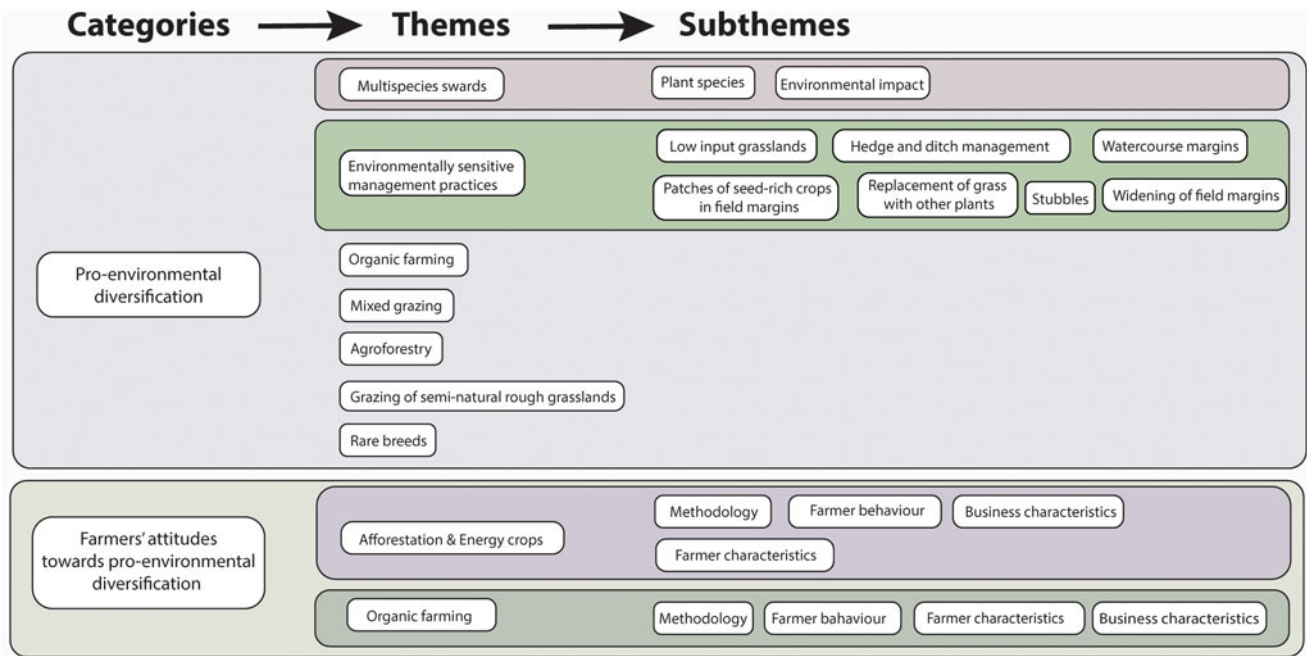 Categories Themes Subthemes
Multispecies swards
Plant species
Environmental impact
Environmentally sensitive
management practices
Low input grasslands
Hedge and ditch management
Watercourse margins
Patches of seed-rich crops
in field margins
Replacement of grass
with other plants
Stubbles
Widening of field margins
Pro-environmental
diversification
Organic farming
Mixed grazing
Agroforestry
Grazing of semi-natural rough grasslands
Rare breeds
Farmers' attitudes
towards pro-environmental
diversification
Afforestation & Energy crops
Methodology
Farmer behaviour
Business characteristics
Farmer characteristics
Organic farming
Methodology
Farmer bahaviour
Farmer characteristics
Business characteristics